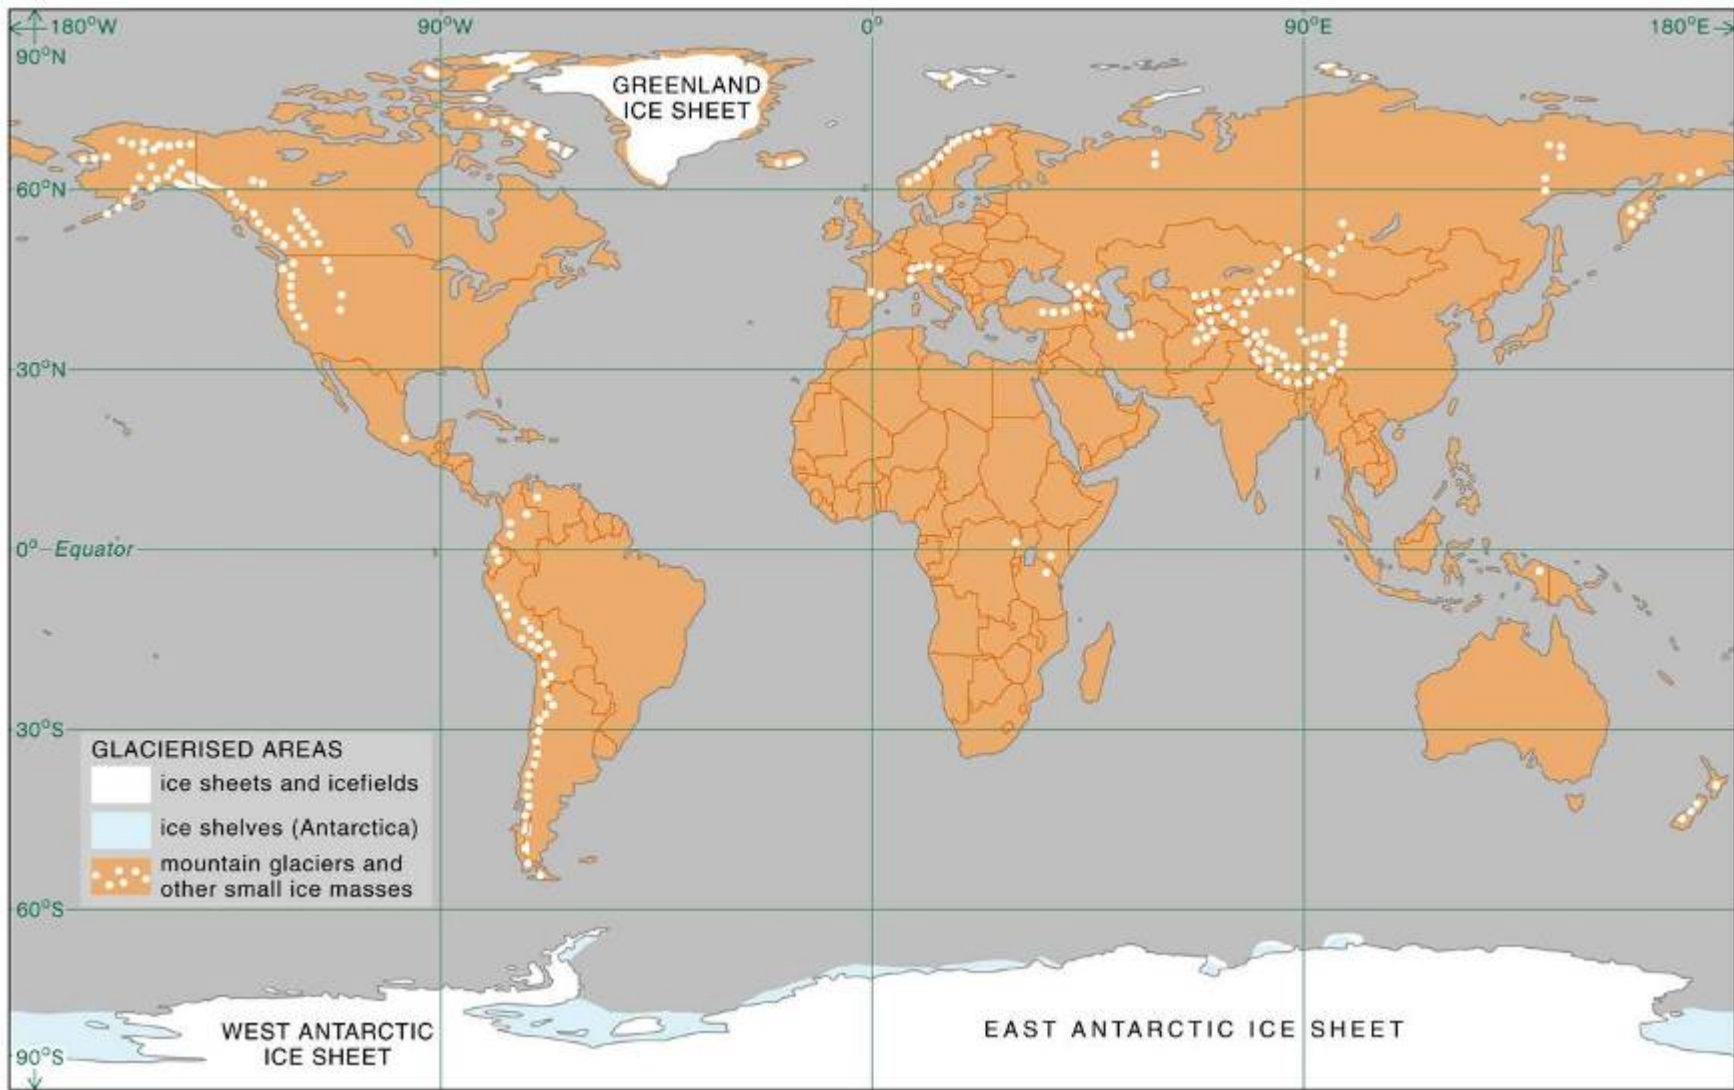 180°W
90°W
0°
90°E
180°E
90°N
GREENLAND
ICE SHEET
60°N
30°N
0° Equator
30°S
GLACIERISED AREAS
ice sheets and icefields
ice shelves (Antarctica)
mountain glaciers and
other small ice masses
60°S
WEST ANTARCTIC
ICE SHEET
EAST ANTARCTIC ICE SHEET
90°S